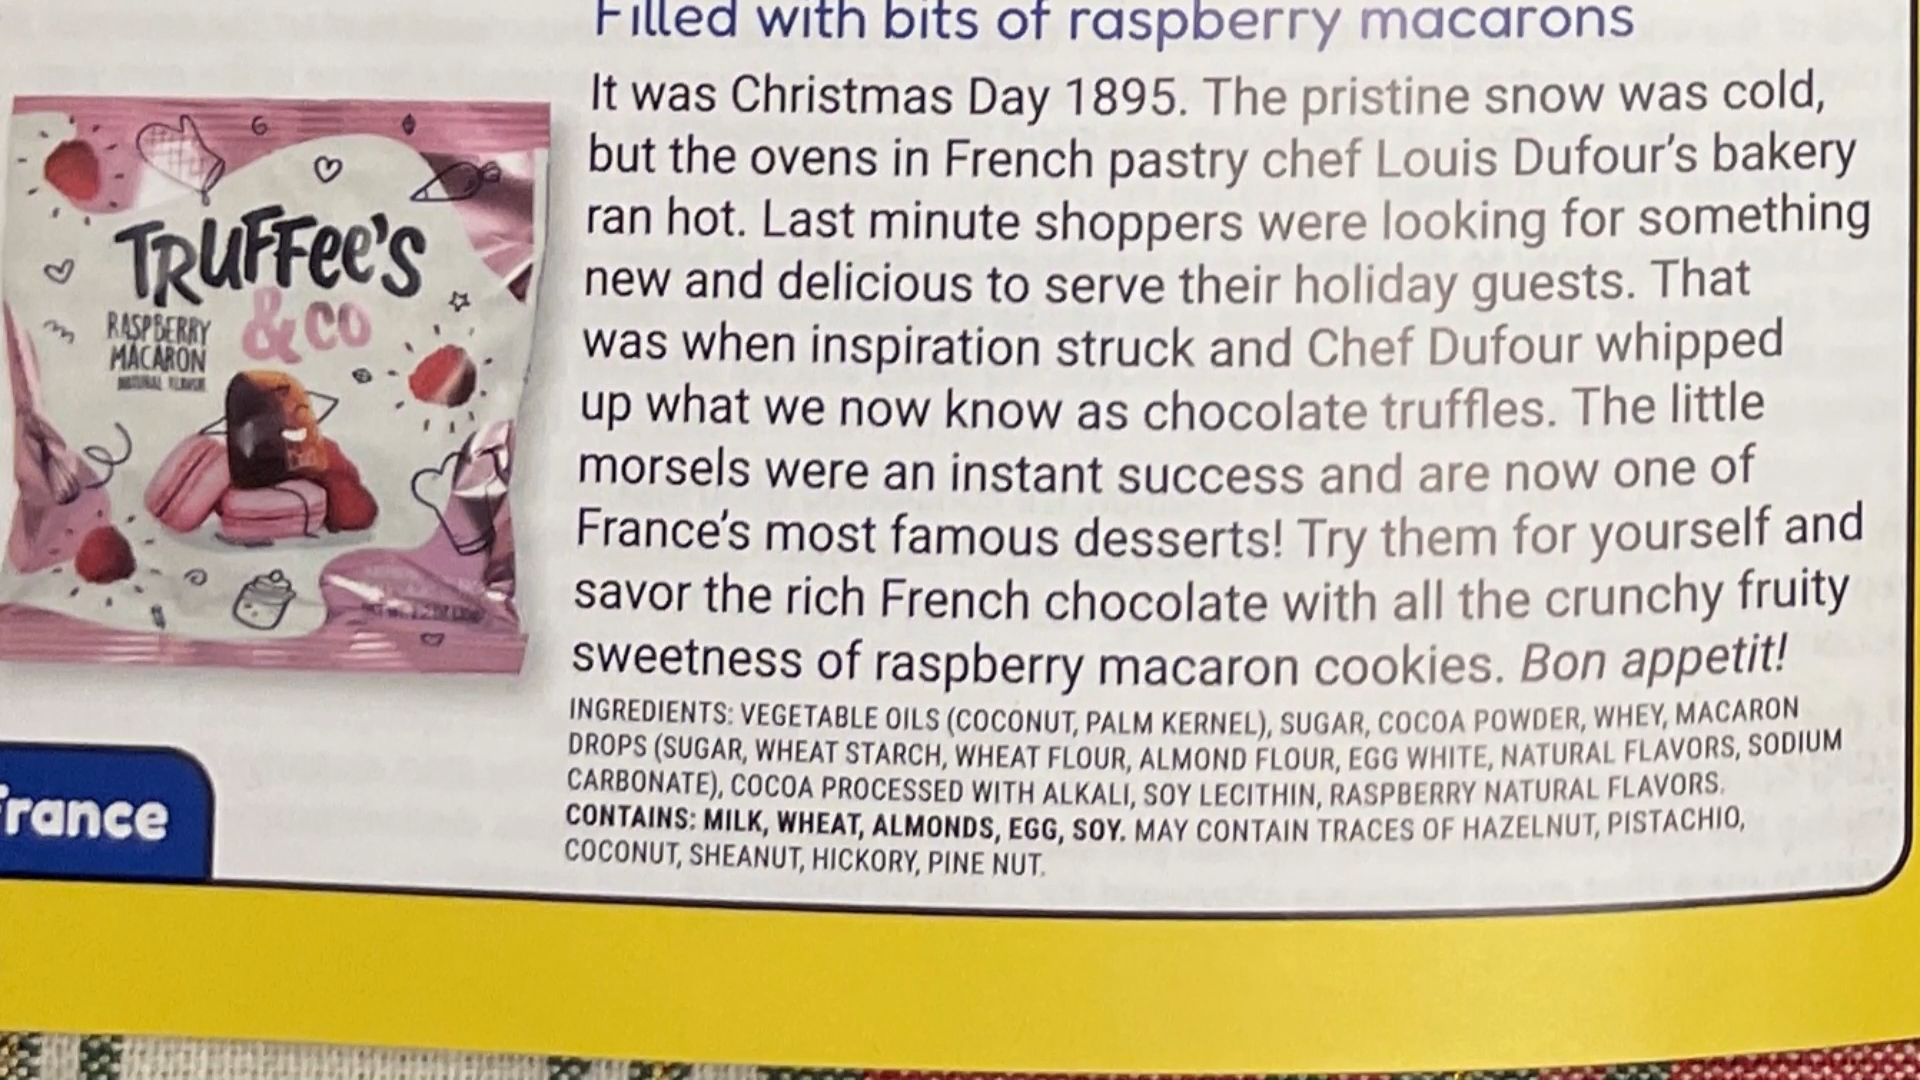 Filled with bits of raspberry macarons
It was Christmas Day 1895. The pristine snow was cold,
but the ovens in French pastry chef Louis Dufour's bakery
ran hot. Last minute shoppers were looking for something
new and delicious to serve their holiday guests. That
was when inspiration struck and Chef Dufour whipped
up what we now know as chocolate truffles. The little
morsels were an instant success and are now one of
France's most famous desserts! Try them for yourself and
savor the rich French chocolate with all the crunchy fruity
sweetness of raspberry macaron cookies. Bon appetit!
INGREDIENTS: VEGETABLE OILS (COCONUT, PALM KERNEL), SUGAR, COCOA POWDER, WHEY, MACARON
DROPS (SUGAR, WHEAT STARCH, WHEAT FLOUR, ALMOND FLOUR, EGG WHITE, NATURAL FLAVORS, SODIUM
CARBONATE), COCOA PROCESSED WITH ALKALI, SOY LECITHIN, RASPBERRY NATURAL FLAVORS.
CONTAINS: MILK, WHEAT, ALMONDS, EGG, SOY. MAY CONTAIN TRACES OF HAZELNUT, PISTACHIO,
COCONUT, SHEANUT, HICKORY, PINE NUT.
TRUFFee's
&CO
RASPBERRY
MACARON
NATURAL FLAVOR
France